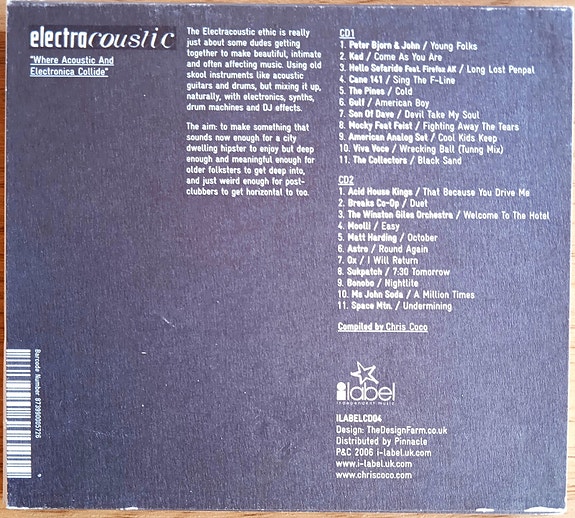 electracoustic
"Where Acoustic And
Electronica Collide"
The Electracoustic ethic is really
just about some dudes getting
together to make beautiful, intimate
and often affecting music. Using old
skool instruments like acoustic
guitars and drums, but mixing it up,
naturally, with electronics, synths,
drum machines and DJ effects.
The aim: to make something that
sounds now enough for a city
dwelling hipster to enjoy but deep
enough and meaningful enough for
older folksters to get deep into,
and just weird enough for post-
clubbers to get horizontal to too.
CD1
1. Peter Bjorn & John / Young Folks
2. Kad / Come As You Are
3. Hello Saferide Feat. Firefox AK / Long Lost Penpal
4. Cane 141 / Sing The F-Line
5. The Pines / Cold
6. Gulf / American Boy
7. Son Of Dave / Devil Take My Soul
8. Mocky Feat Feist / Fighting Away The Tears
9. American Analog Set / Cool Kids Keep
10. Viva Voce / Wrecking Ball (Tunng Mix)
11. The Collectors / Black Sand
CD2
1. Acid House Kings / That Because You Drive Me
2. Breaks Co-Op / Duet
3. The Winston Giles Orchestra / Welcome To The Hotel
4. Moolli / Easy
5. Matt Harding / October
6. Astro / Round Again
7. Ox / I Will Return
8. Sukpatch / 7:30 Tomorrow
9. Bonobo / Nightlite
10. Ms John Soda / A Million Times
11. Space Mtn. / Undermining
Compiled by Chris Coco
ilabel
independent music
ILABELCD04
Design: TheDesignFarm.co.uk
Distributed by Pinnacle
P&C 2006 i-label.uk.com
www.i-label.uk.com
www.chriscoco.com
Barcode Number 873990005726